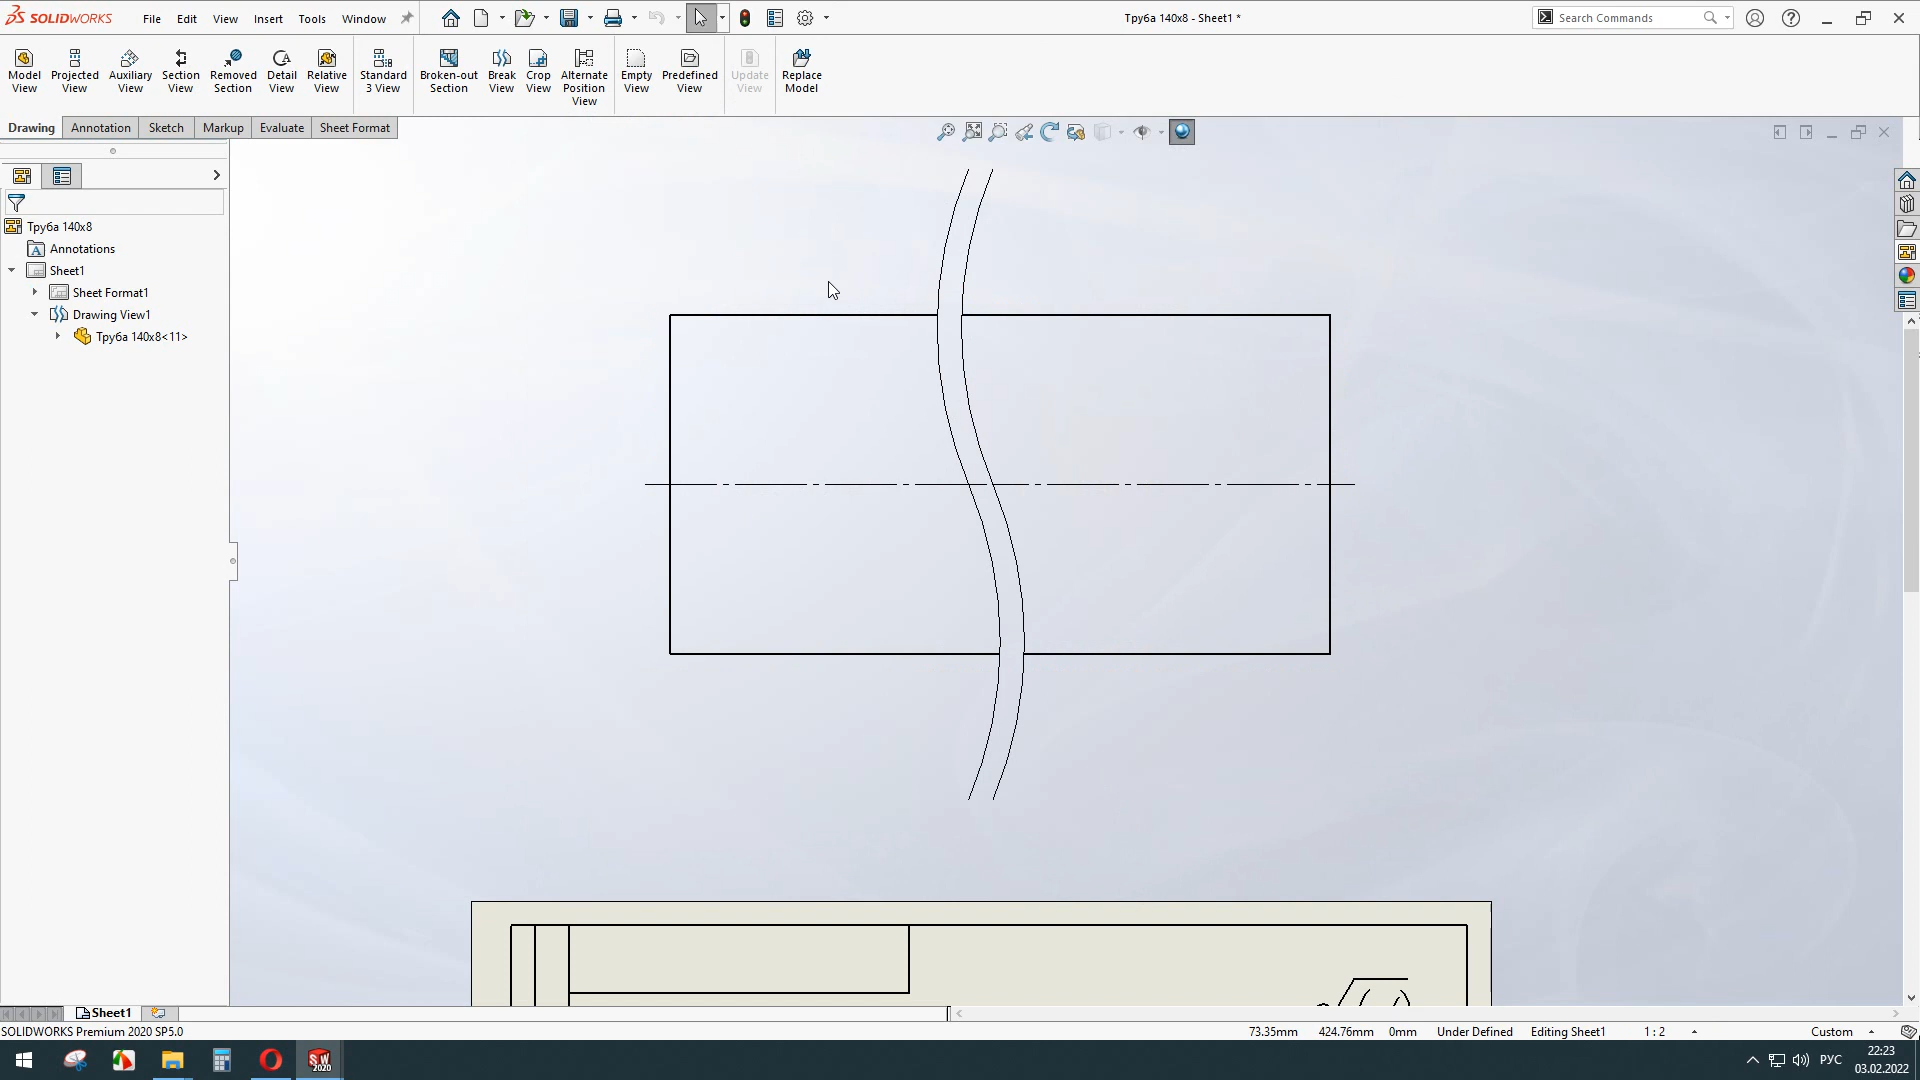 SOLIDWORKS File Edit View Insert Tools Window Труба 140x8 - Sheet1 * Search Commands
Model View
Projected View
Auxiliary View
Section View
Removed Section
Detail View
Relative View
Standard 3 View
Broken-out Section
Break View
Crop View
Alternate Position View
Empty View
Predefined View
Update View
Replace Model
Drawing Annotation Sketch Markup Evaluate Sheet Format
Труба 140x8
Annotations
Sheet1
Sheet Format1
Drawing View1
Труба 140x8<11>
Sheet1
SOLIDWORKS Premium 2020 SP5.0 73.35mm 424.76mm 0mm Under Defined Editing Sheet1 1 : 2 Custom
SW 2020 РУС 22:23
03.02.2022